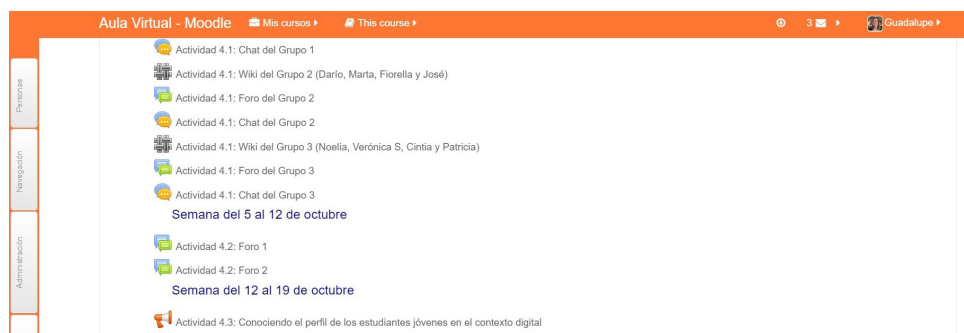 Aula Virtual - Moodle Mis cursos This course 3 Guadalupe
Personas
Navegación
Administración
Actividad 4.1: Chat del Grupo 1
Actividad 4.1: Wiki del Grupo 2 (Darío, Marta, Fiorella y José)
Actividad 4.1: Foro del Grupo 2
Actividad 4.1: Chat del Grupo 2
Actividad 4.1: Wiki del Grupo 3 (Noelia, Verónica S, Cintia y Patricia)
Actividad 4.1: Foro del Grupo 3
Actividad 4.1: Chat del Grupo 3
Semana del 5 al 12 de octubre
Actividad 4.2: Foro 1
Actividad 4.2: Foro 2
Semana del 12 al 19 de octubre
Actividad 4.3: Conociendo el perfil de los estudiantes jóvenes en el contexto digital